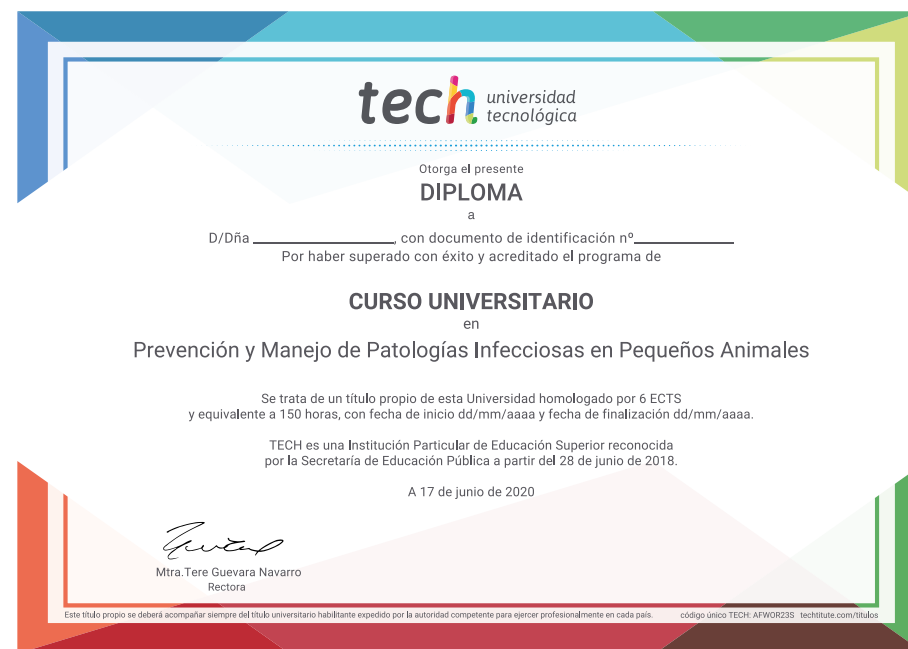 tech universidad
tecnológica
Otorga el presente
DIPLOMA
a
D/Dña ____________________, con documento de identificación nº______________
Por haber superado con éxito y acreditado el programa de
CURSO UNIVERSITARIO
en
Prevención y Manejo de Patologías Infecciosas en Pequeños Animales
Se trata de un título propio de esta Universidad homologado por 6 ECTS
y equivalente a 150 horas, con fecha de inicio dd/mm/aaaa y fecha de finalización dd/mm/aaaa.
TECH es una Institución Particular de Educación Superior reconocida
por la Secretaría de Educación Pública a partir del 28 de junio de 2018.
A 17 de junio de 2020
Mtra.Tere Guevara Navarro
Rectora
Este título propio se deberá acompañar siempre del título universitario habilitante expedido por la autoridad competente para ejercer profesionalmente en cada país. código único TECH: AFWOR23S techtitute.com/titulos